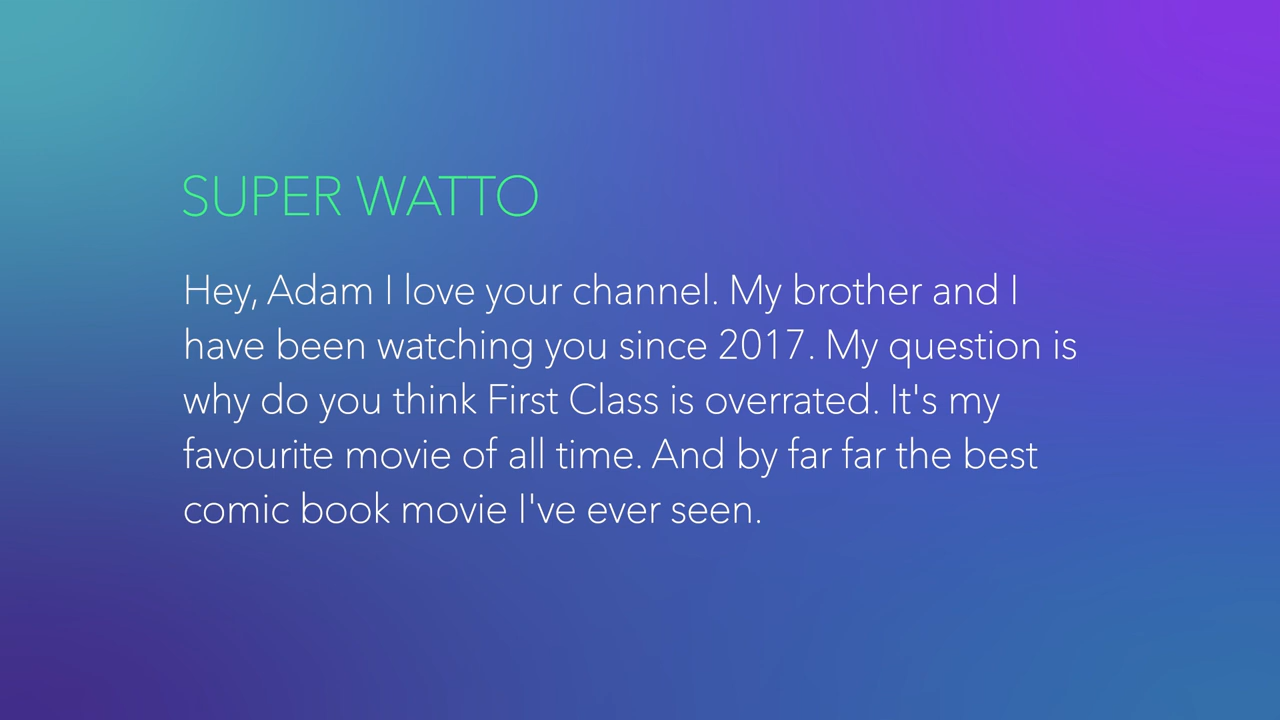 SUPER WATTO
Hey, Adam I love your channel. My brother and I
have been watching you since 2017. My question is
why do you think First Class is overrated. It's my
favourite movie of all time. And by far far the best
comic book movie I've ever seen.